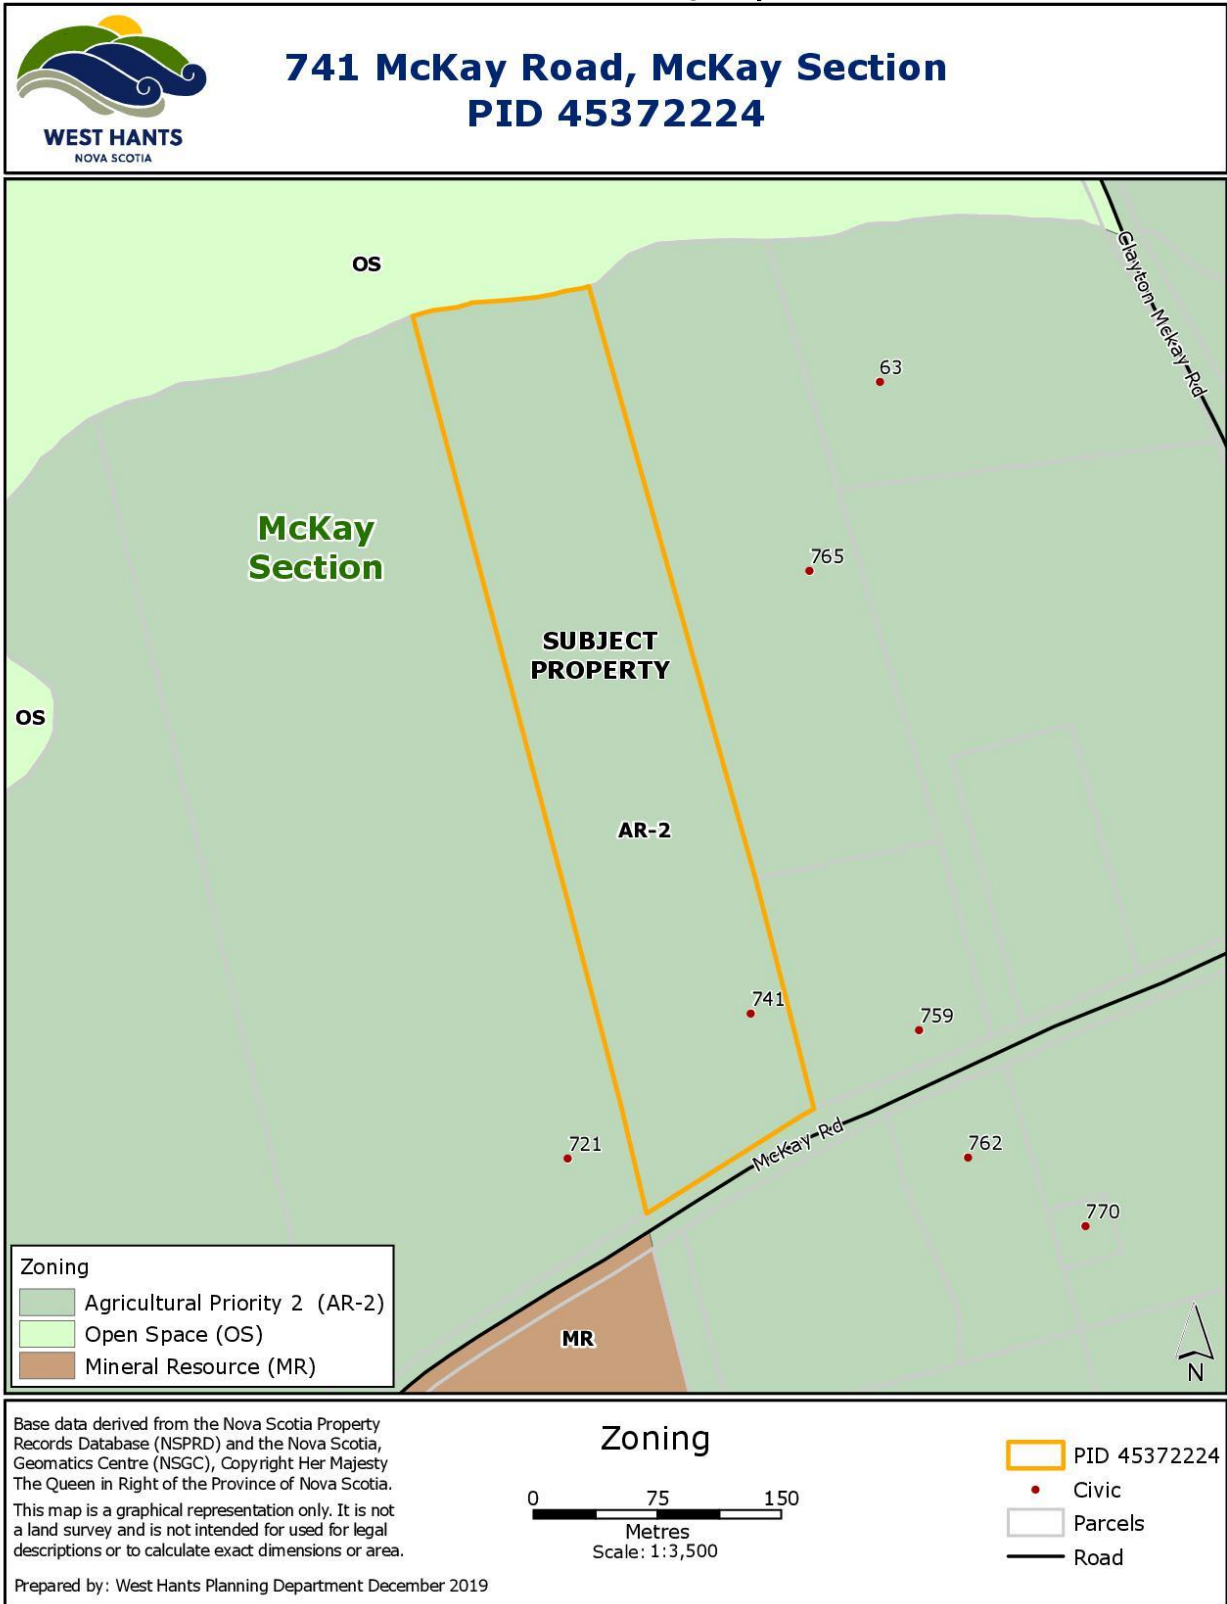 741 McKay Road, McKay Section
PID 45372224
WEST HANTS
NOVA SCOTIA
OS
Clayton Mckay Rd
63
McKay
Section
765
SUBJECT
PROPERTY
OS
AR-2
741
759
McKay Rd
721
762
770
Zoning
Agricultural Priority 2 (AR-2)
Open Space (OS)
Mineral Resource (MR)
MR
N
Base data derived from the Nova Scotia Property
Records Database (NSPRD) and the Nova Scotia,
Geomatics Centre (NSGC), Copyright Her Majesty
The Queen in Right of the Province of Nova Scotia.
This map is a graphical representation only. It is not
a land survey and is not intended for used for legal
descriptions or to calculate exact dimensions or area.
Prepared by: West Hants Planning Department December 2019
Zoning
0 75 150
Metres
Scale: 1:3,500
PID 45372224
Civic
Parcels
Road